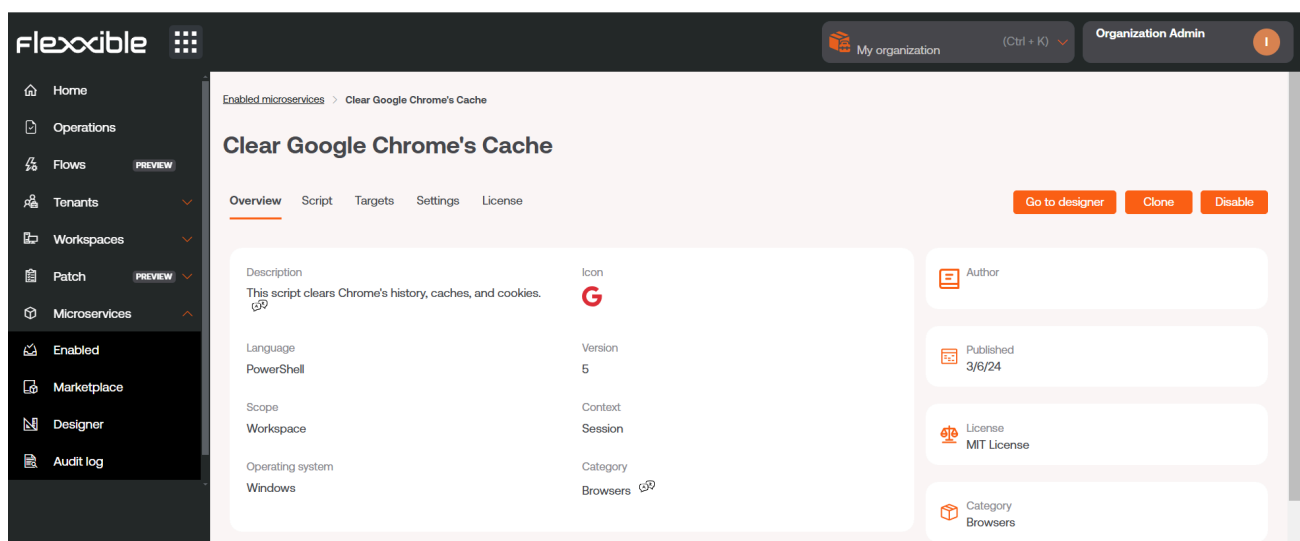 Flexxible
My organization
(Ctrl + K)
Organization Admin
I
Home
Operations
Flows PREVIEW
Tenants
Workspaces
Patch PREVIEW
Microservices
Enabled
Marketplace
Designer
Audit log
Enabled microservices > Clear Google Chrome's Cache
Clear Google Chrome's Cache
Overview Script Targets Settings License
Go to designer Clone Disable
Description
This script clears Chrome's history, caches, and cookies.
Icon
G
Language
PowerShell
Version
5
Scope
Workspace
Context
Session
Operating system
Windows
Category
Browsers
Author
Published
3/6/24
License
MIT License
Category
Browsers